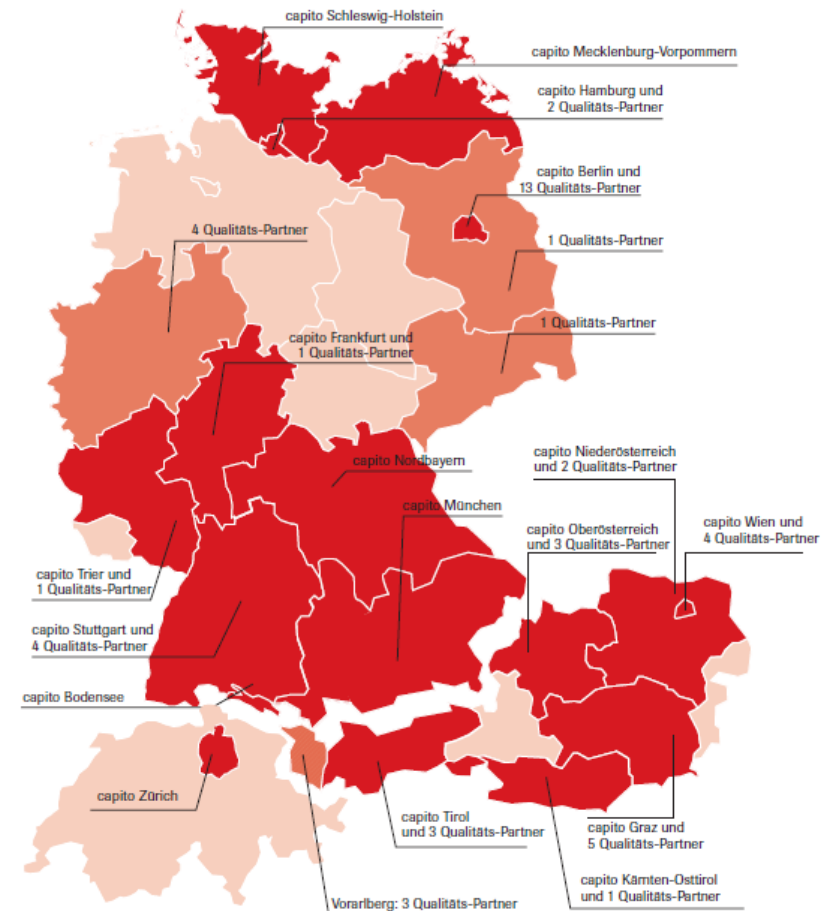 capito Schleswig-Holstein
capito Mecklenburg-Vorpommern
capito Hamburg und
2 Qualitäts-Partner
capito Berlin und
13 Qualitäts-Partner
4 Qualitäts-Partner
1 Qualitäts-Partner
1 Qualitäts-Partner
capito Frankfurt und
1 Qualitäts-Partner
capito Nordbayern
capito Niederösterreich
und 2 Qualitäts-Partner
capito München
capito Oberösterreich
und 3 Qualitäts-Partner
capito Wien und
4 Qualitäts-Partner
capito Trier und
1 Qualitäts-Partner
capito Stuttgart und
4 Qualitäts-Partner
capito Bodensee
capito Zürich
capito Tirol
und 3 Qualitäts-Partner
capito Graz und
5 Qualitäts-Partner
capito Kärnten-Osttirol
und 1 Qualitäts-Partner
Vorarlberg: 3 Qualitäts-Partner